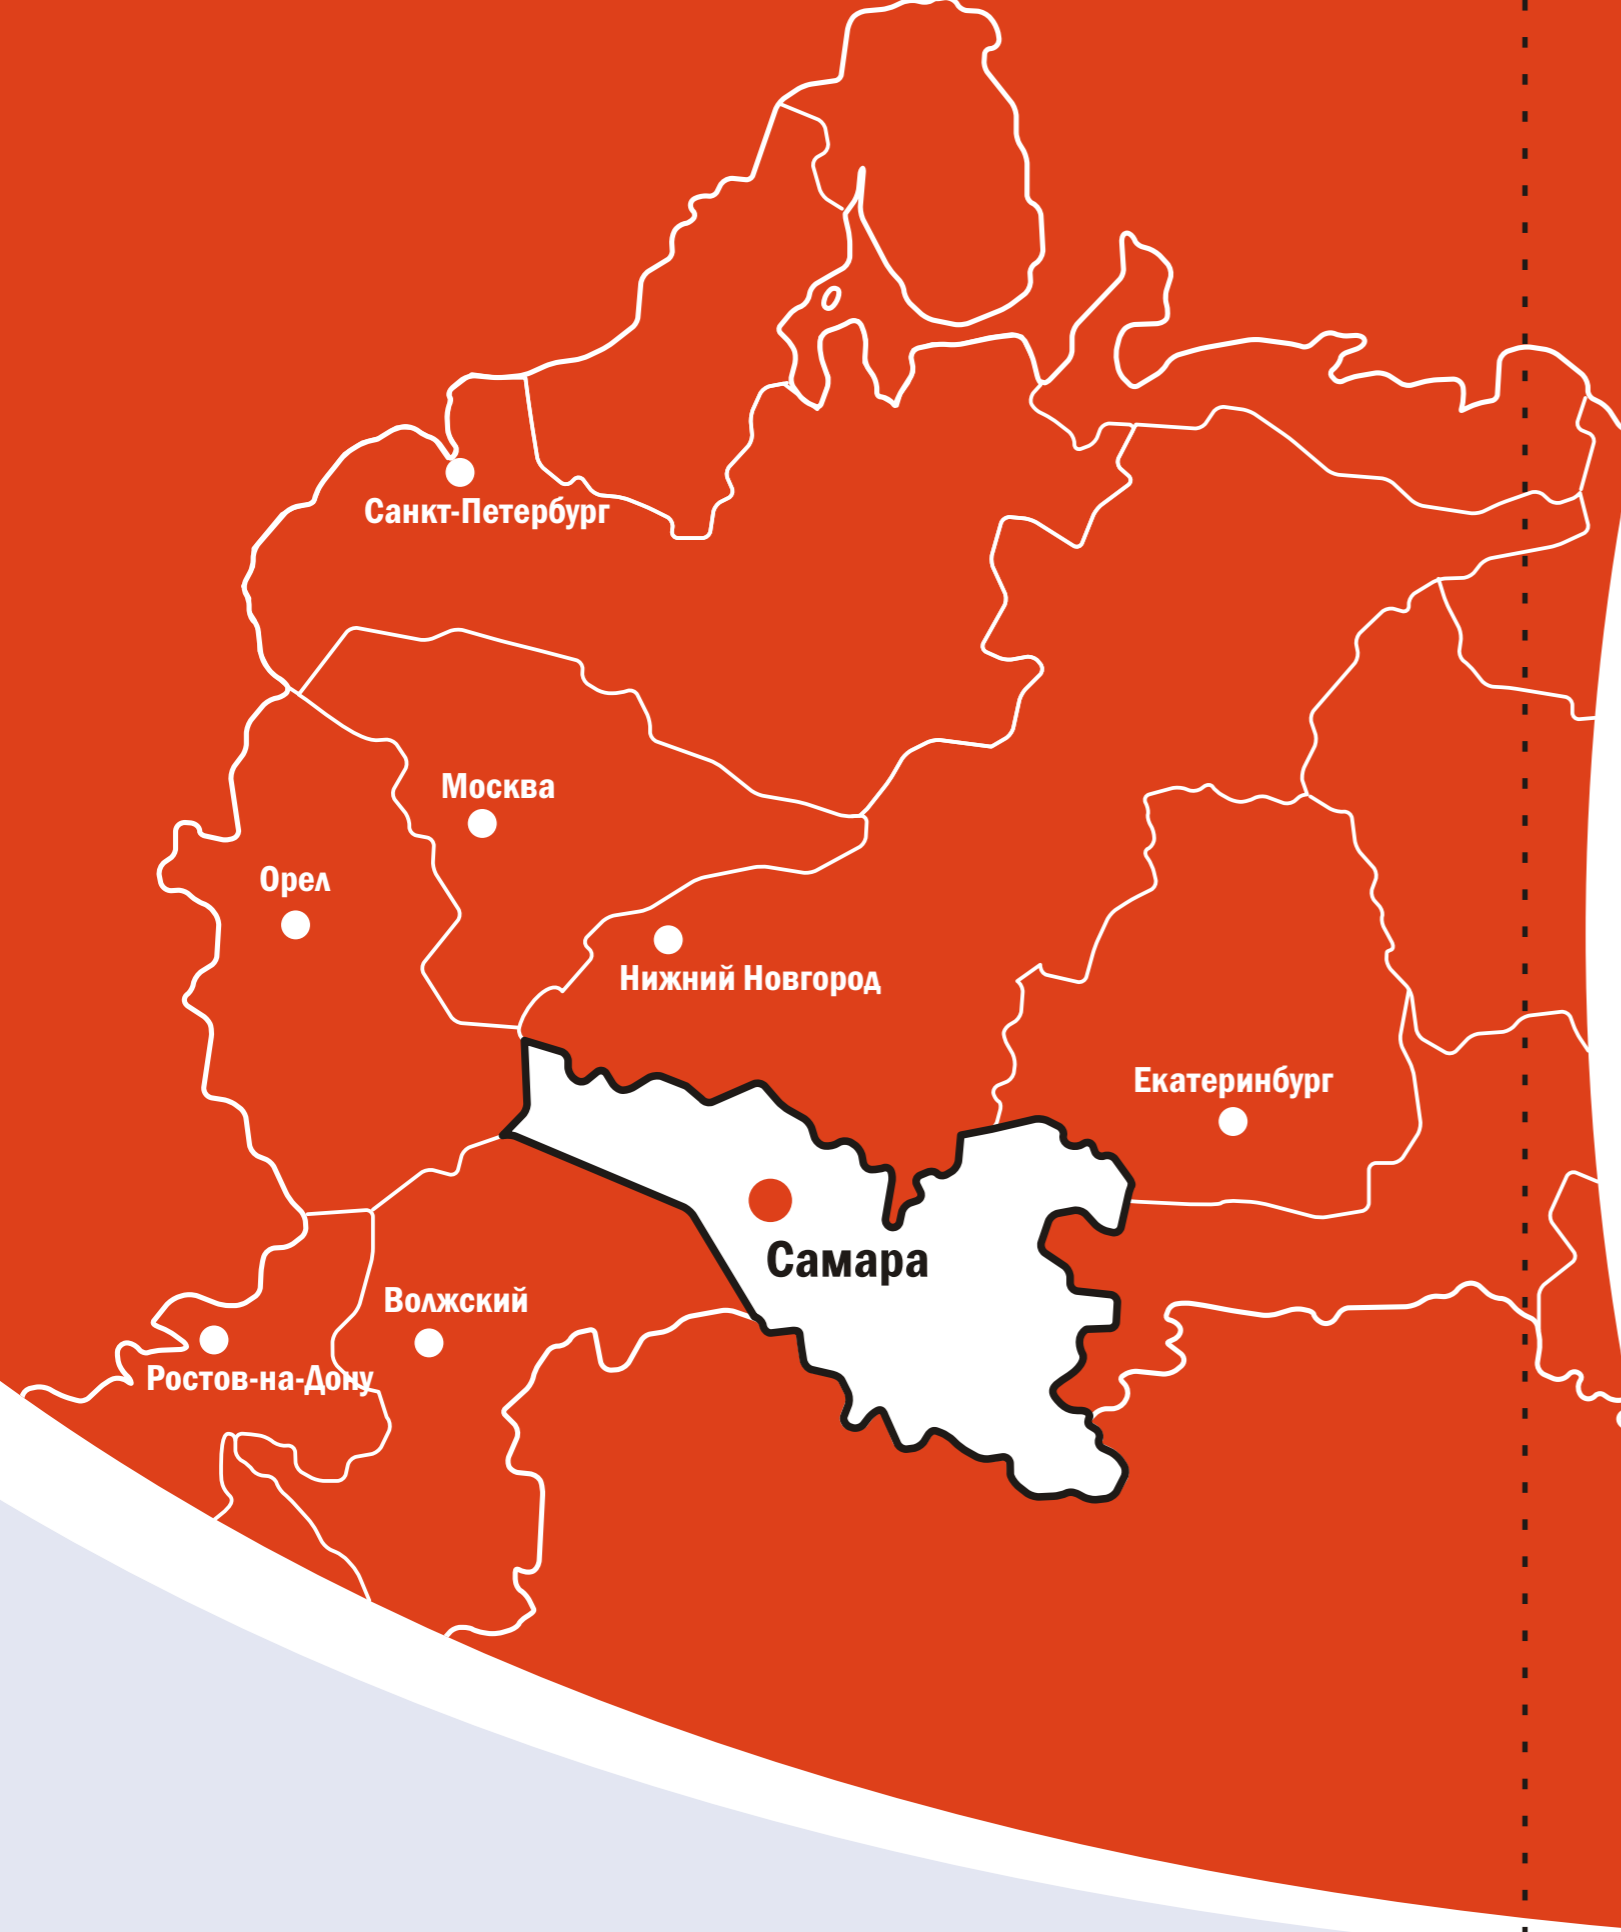 Санкт-Петербург
Москва
Орел
Нижний Новгород
Екатеринбург
Самара
Волжский
Ростов-на-Дону